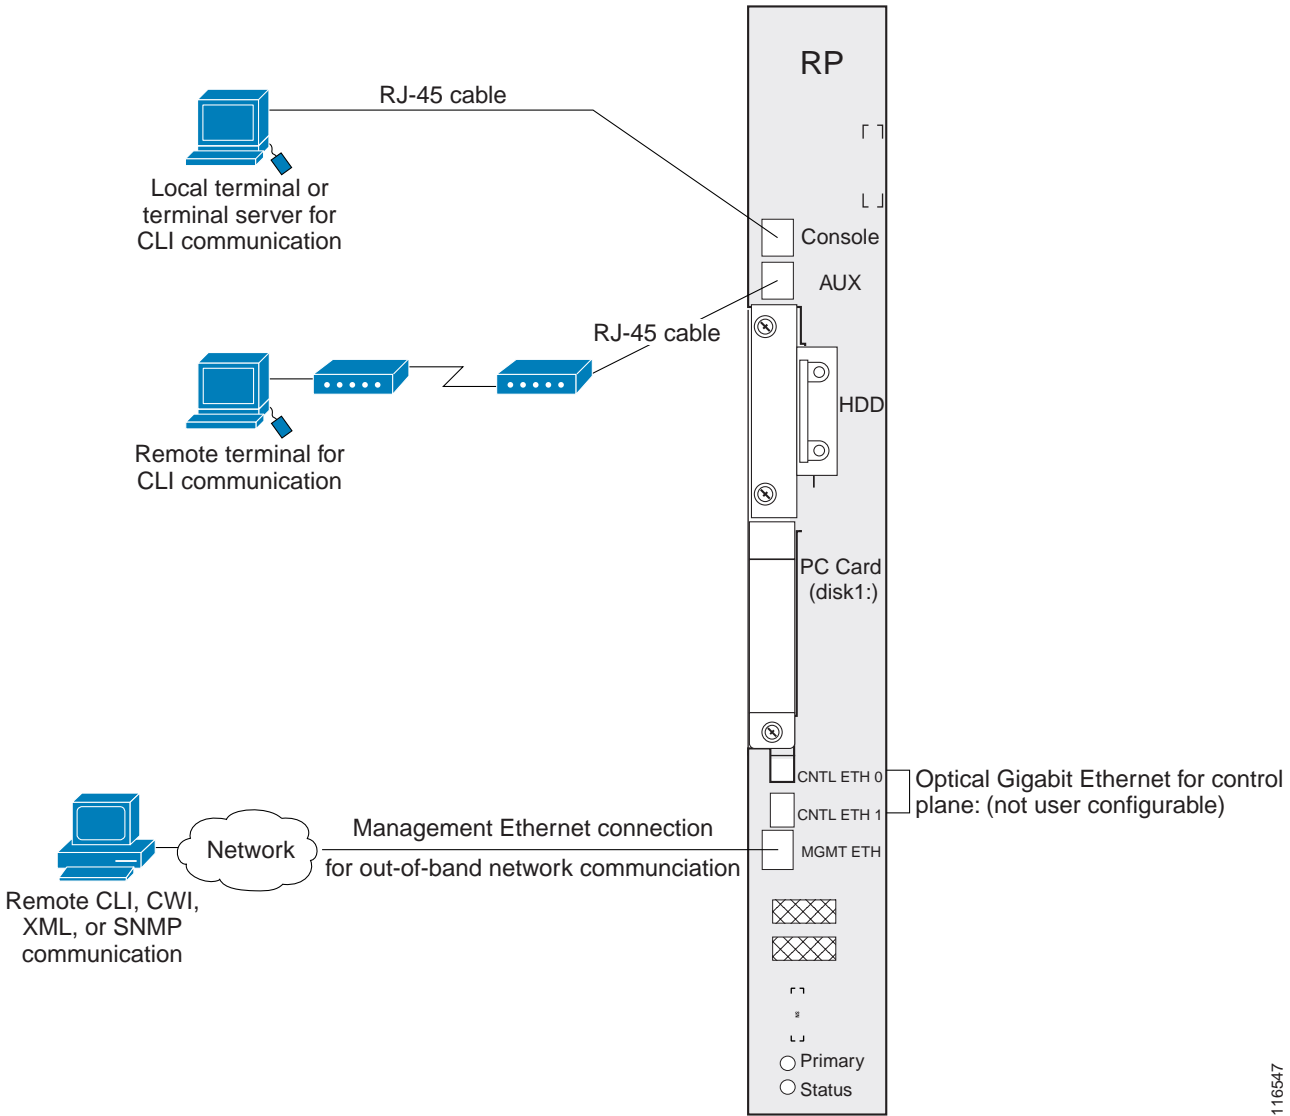 RP
RJ-45 cable
Local terminal or
terminal server for
CLI communication
Console
AUX
RJ-45 cable
HDD
Remote terminal for
CLI communication
PC Card
(disk1:)
CNTL ETH 0
Optical Gigabit Ethernet for control
plane: (not user configurable)
CNTL ETH 1
Management Ethernet connection
for out-of-band network communciation
Network
MGMT ETH
Remote CLI, CWI,
XML, or SNMP
communication
Primary
Status
116547